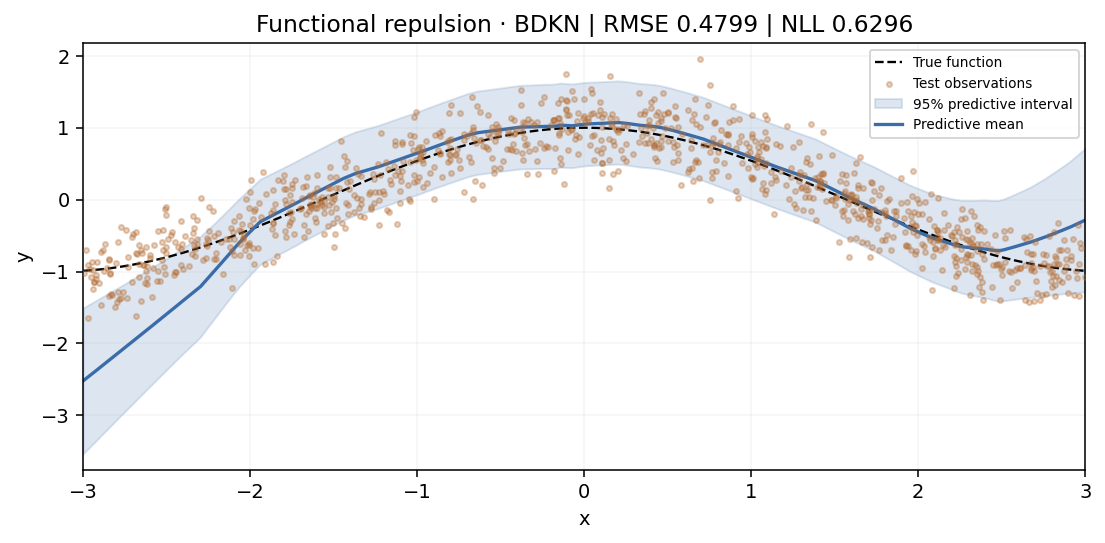 Functional repulsion · BDKN | RMSE 0.4799 | NLL 0.6296
True function
Test observations
95% predictive interval
Predictive mean
y
2
1
0
−1
−2
−3
−3
−2
−1
0
1
2
3
x